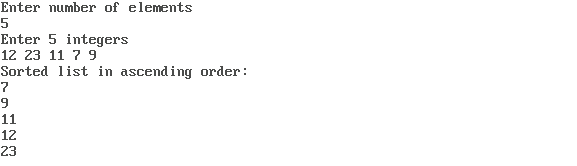 Enter number of elements
5
Enter 5 integers
12 23 11 7 9
Sorted list in ascending order:
7
9
11
12
23